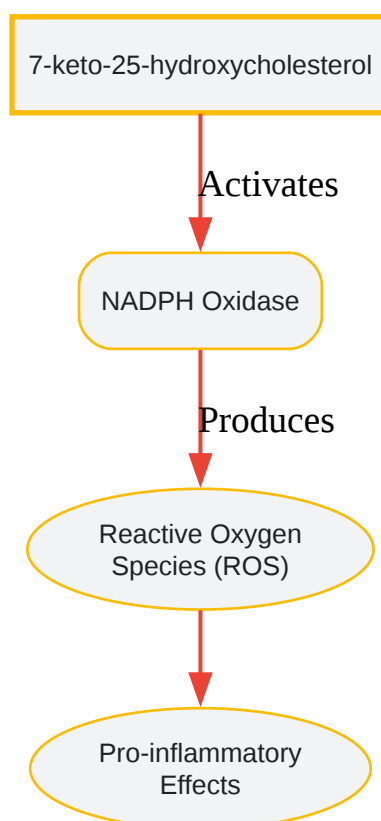 7-keto-25-hydroxycholesterol
Activates
NADPH Oxidase
Produces
Reactive Oxygen
Species (ROS)
Pro-inflammatory
Effects